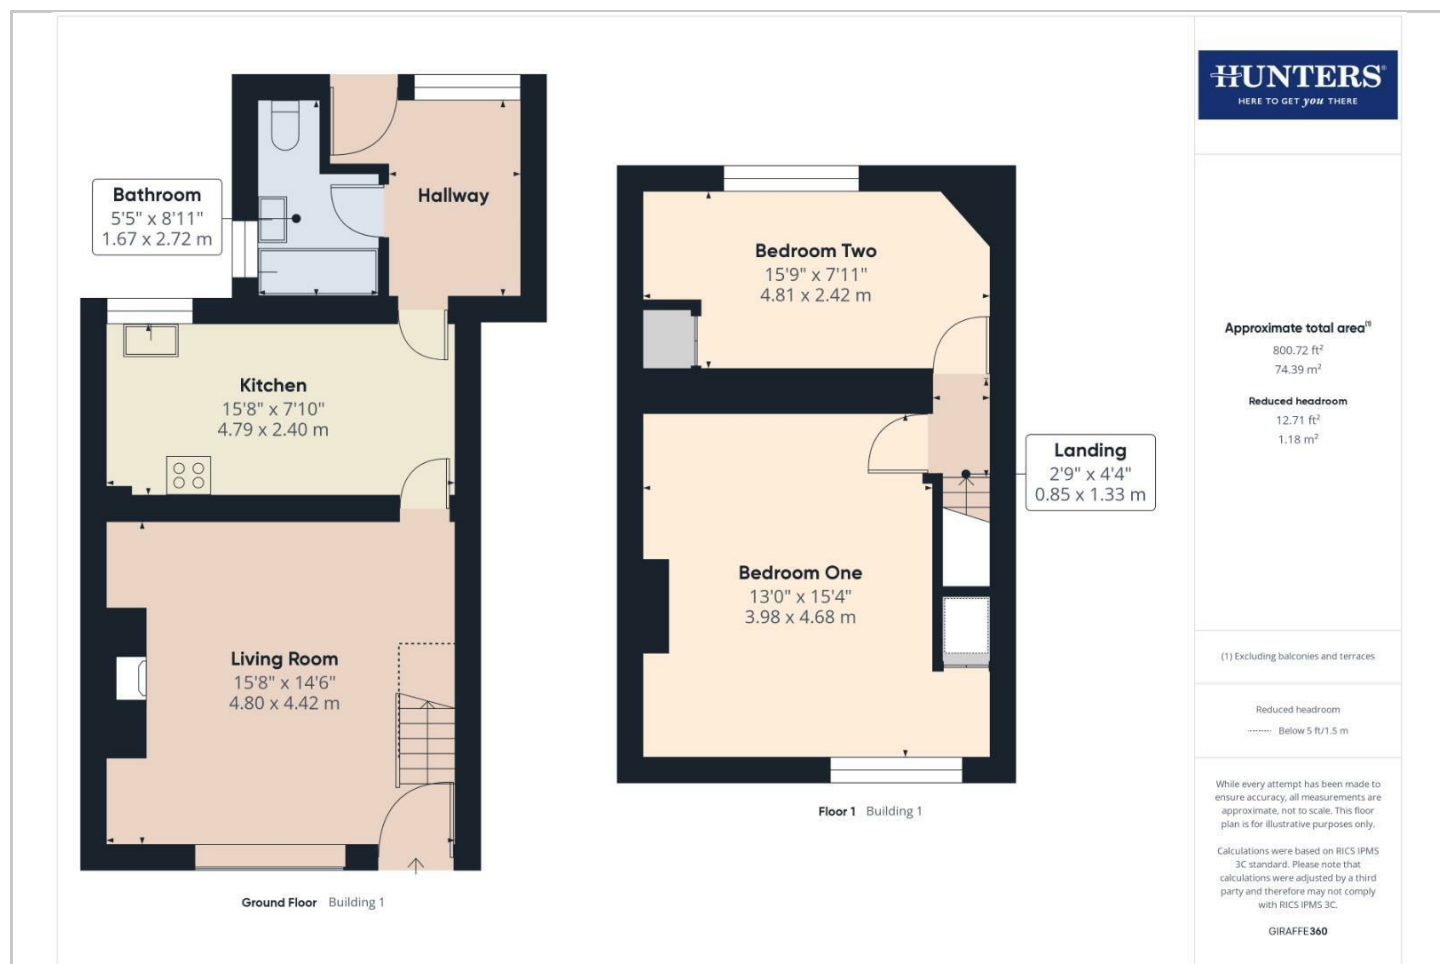 Bathroom
5'5" x 8'11"
1.67 x 2.72 m
Hallway
Kitchen
15'8" x 7'10"
4.79 x 2.40 m
Living Room
15'8" x 14'6"
4.80 x 4.42 m
Ground Floor Building 1
Bedroom Two
15'9" x 7'11"
4.81 x 2.42 m
Landing
2'9" x 4'4"
0.85 x 1.33 m
Bedroom One
13'0" x 15'4"
3.98 x 4.68 m
Floor 1 Building 1
HUNTERS®
HERE TO GET you THERE
Approximate total area⁽¹⁾
800.72 ft²
74.39 m²
Reduced headroom
12.71 ft²
1.18 m²
(1) Excluding balconies and terraces
Reduced headroom
Below 5 ft/1.5 m
While every attempt has been made to
ensure accuracy, all measurements are
approximate, not to scale. This floor
plan is for illustrative purposes only.
Calculations were based on RICS IPMS
3C standard. Please note that
calculations were adjusted by a third
party and therefore may not comply
with RICS IPMS 3C.
GIRAFFE360